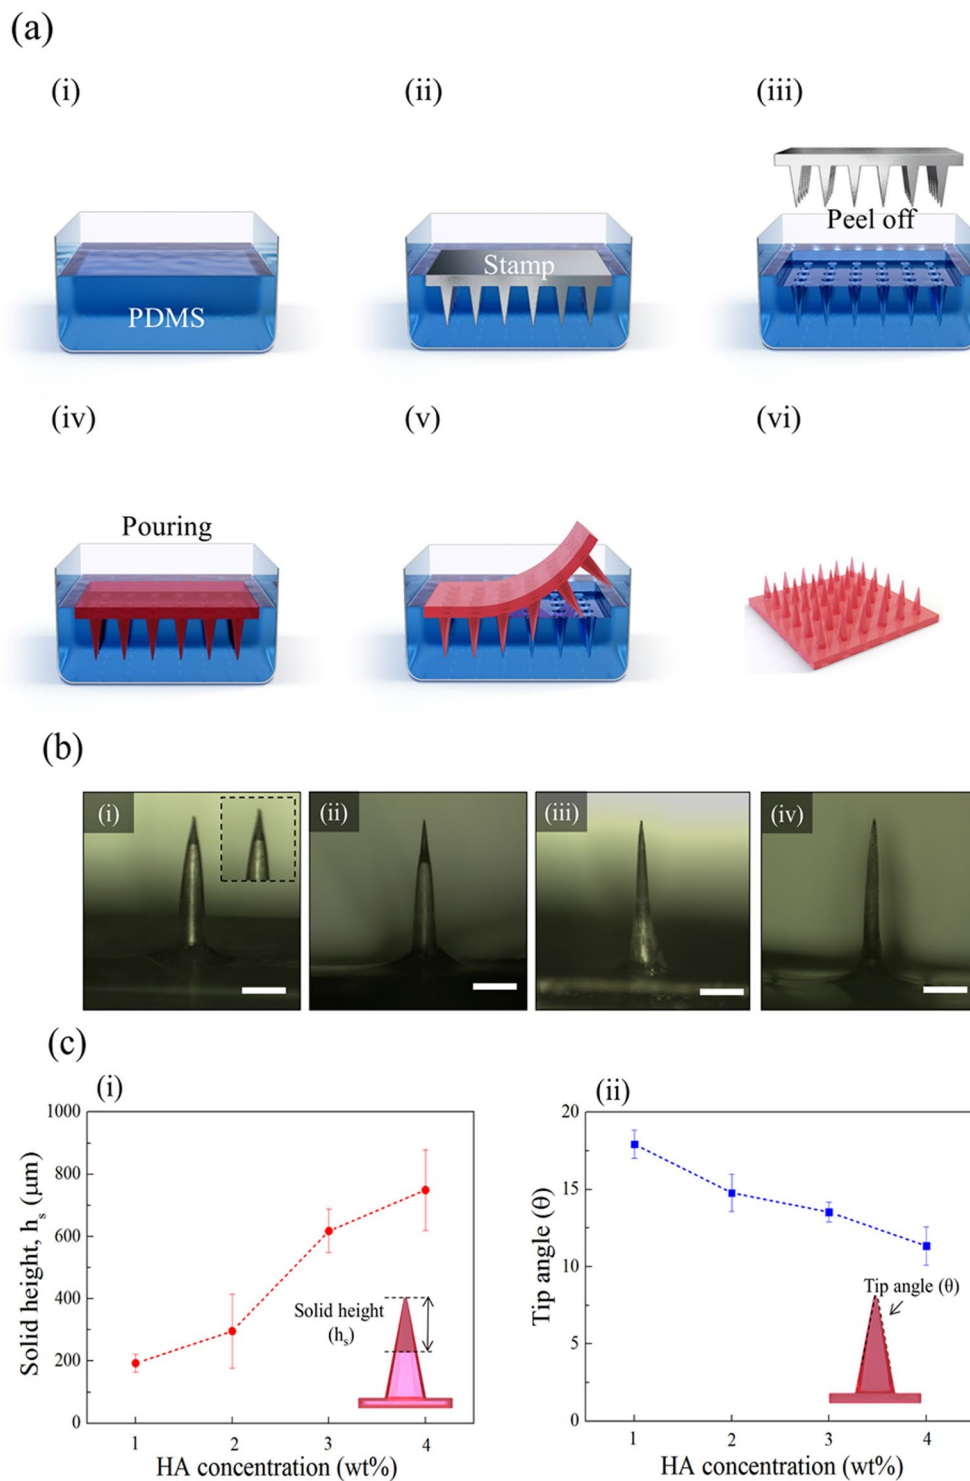 (a)
(i)
(ii)
(iii)
PDMS
Stamp
Peel off
(iv)
(v)
(vi)
Pouring
(b)
(i)
(ii)
(iii)
(iv)
(c)
(i)
1000
800
600
400
200
0
1
2
3
4
Solid height, hₛ (μm)
HA concentration (wt%)
Solid height
(hₛ)
(ii)
20
15
10
5
0
1
2
3
4
Tip angle (θ)
HA concentration (wt%)
Tip angle (θ)